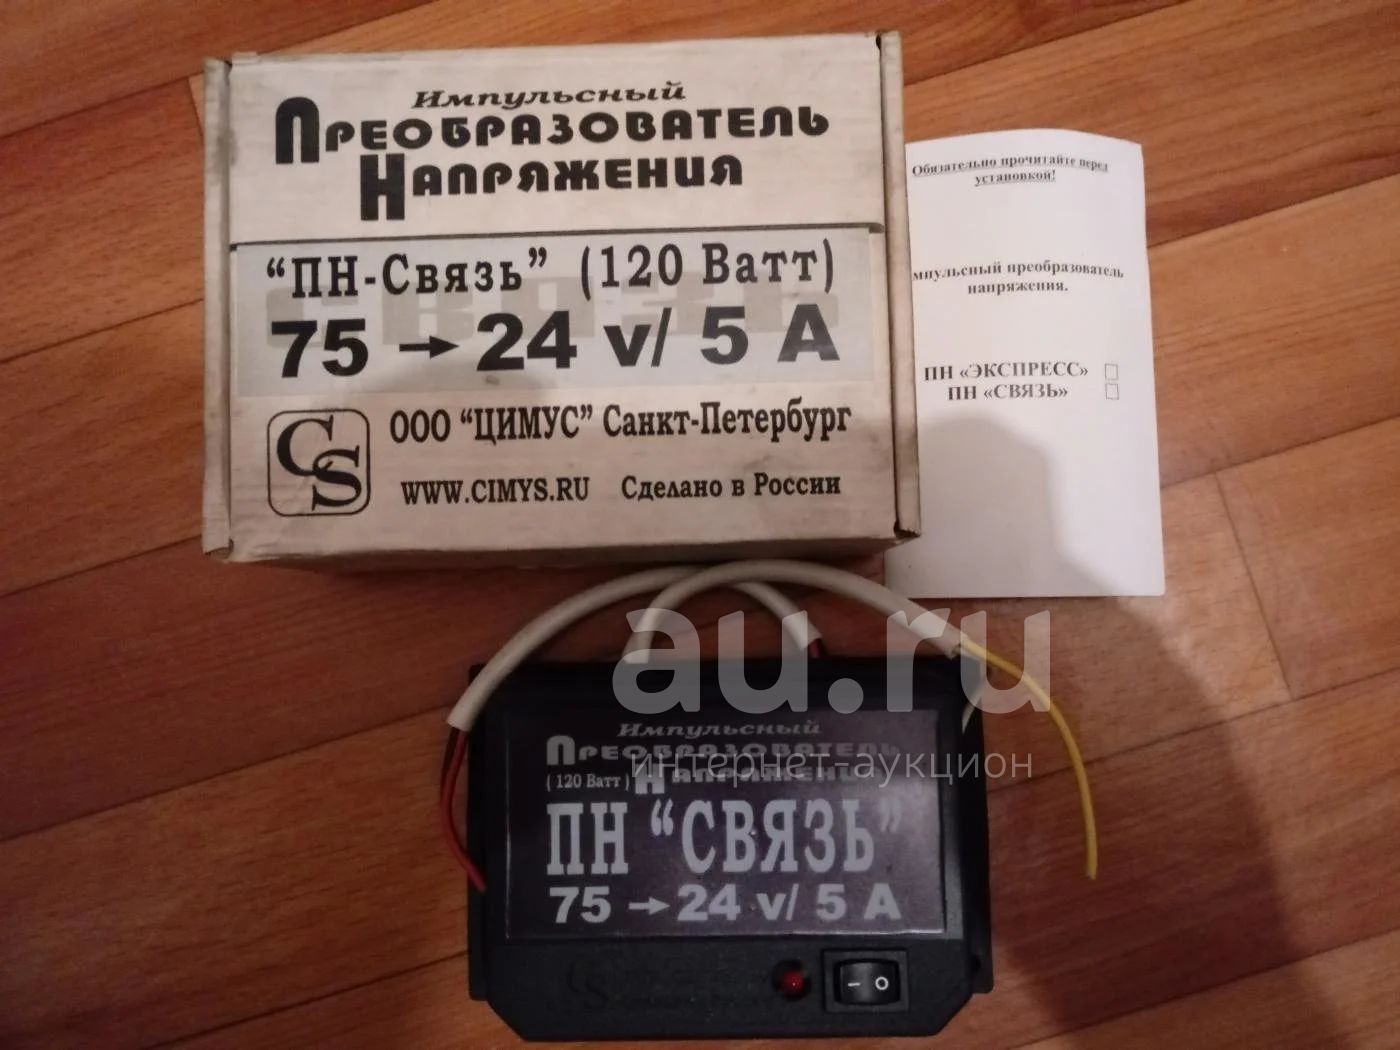 Импульсный
Преобразователь
Напряжения
“ПН-Связь” (120 Ватт)
75 → 24 v/ 5 A
CS
ООО “ЦИМУС” Санкт-Петербург
WWW.CIMYS.RU Сделано в России
Обязательно прочитайте перед
установкой!
мпульсный преобразователь
напряжения.
ПН «ЭКСПРЕСС» ☐
ПН «СВЯЗЬ» ☐
au.ru
интернет-аукцион
Импульсный
Преобразователь
(120 Ватт) Напряжения
ПН “СВЯЗЬ”
75 → 24 v/ 5 A
CS